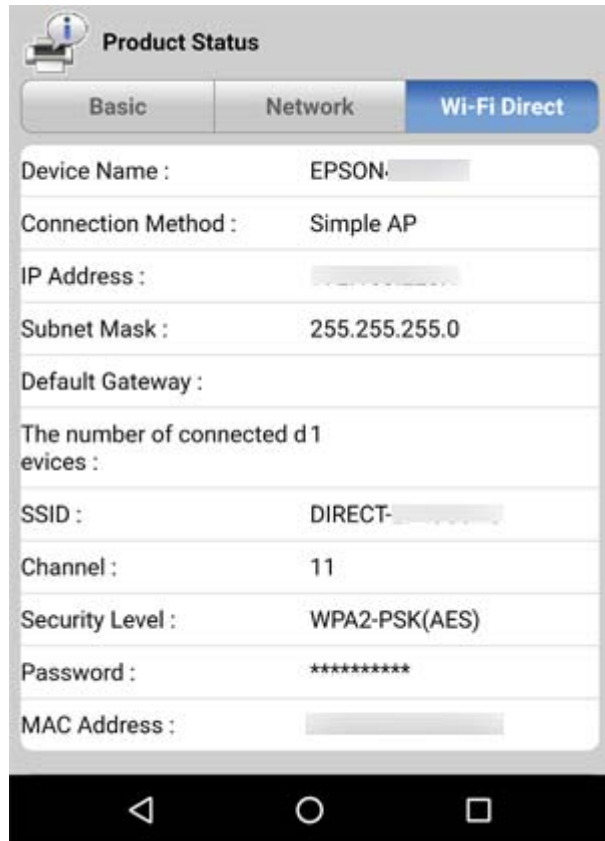 Product Status
Basic Network Wi-Fi Direct
Device Name : EPSON
Connection Method : Simple AP
IP Address :
Subnet Mask : 255.255.255.0
Default Gateway :
The number of connected d 1
evices :
SSID : DIRECT-
Channel : 11
Security Level : WPA2-PSK(AES)
Password : **********
MAC Address :